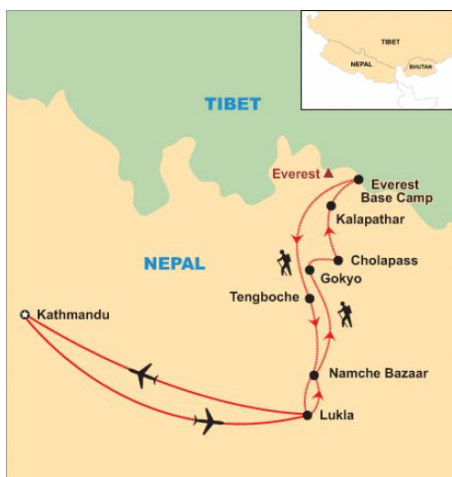 TIBET
NEPAL
BHUTAN
TIBET
Everest
Everest
Base Camp
Kalapathar
NEPAL
Cholapass
Gokyo
Tengboche
Kathmandu
Namche Bazaar
Lukla